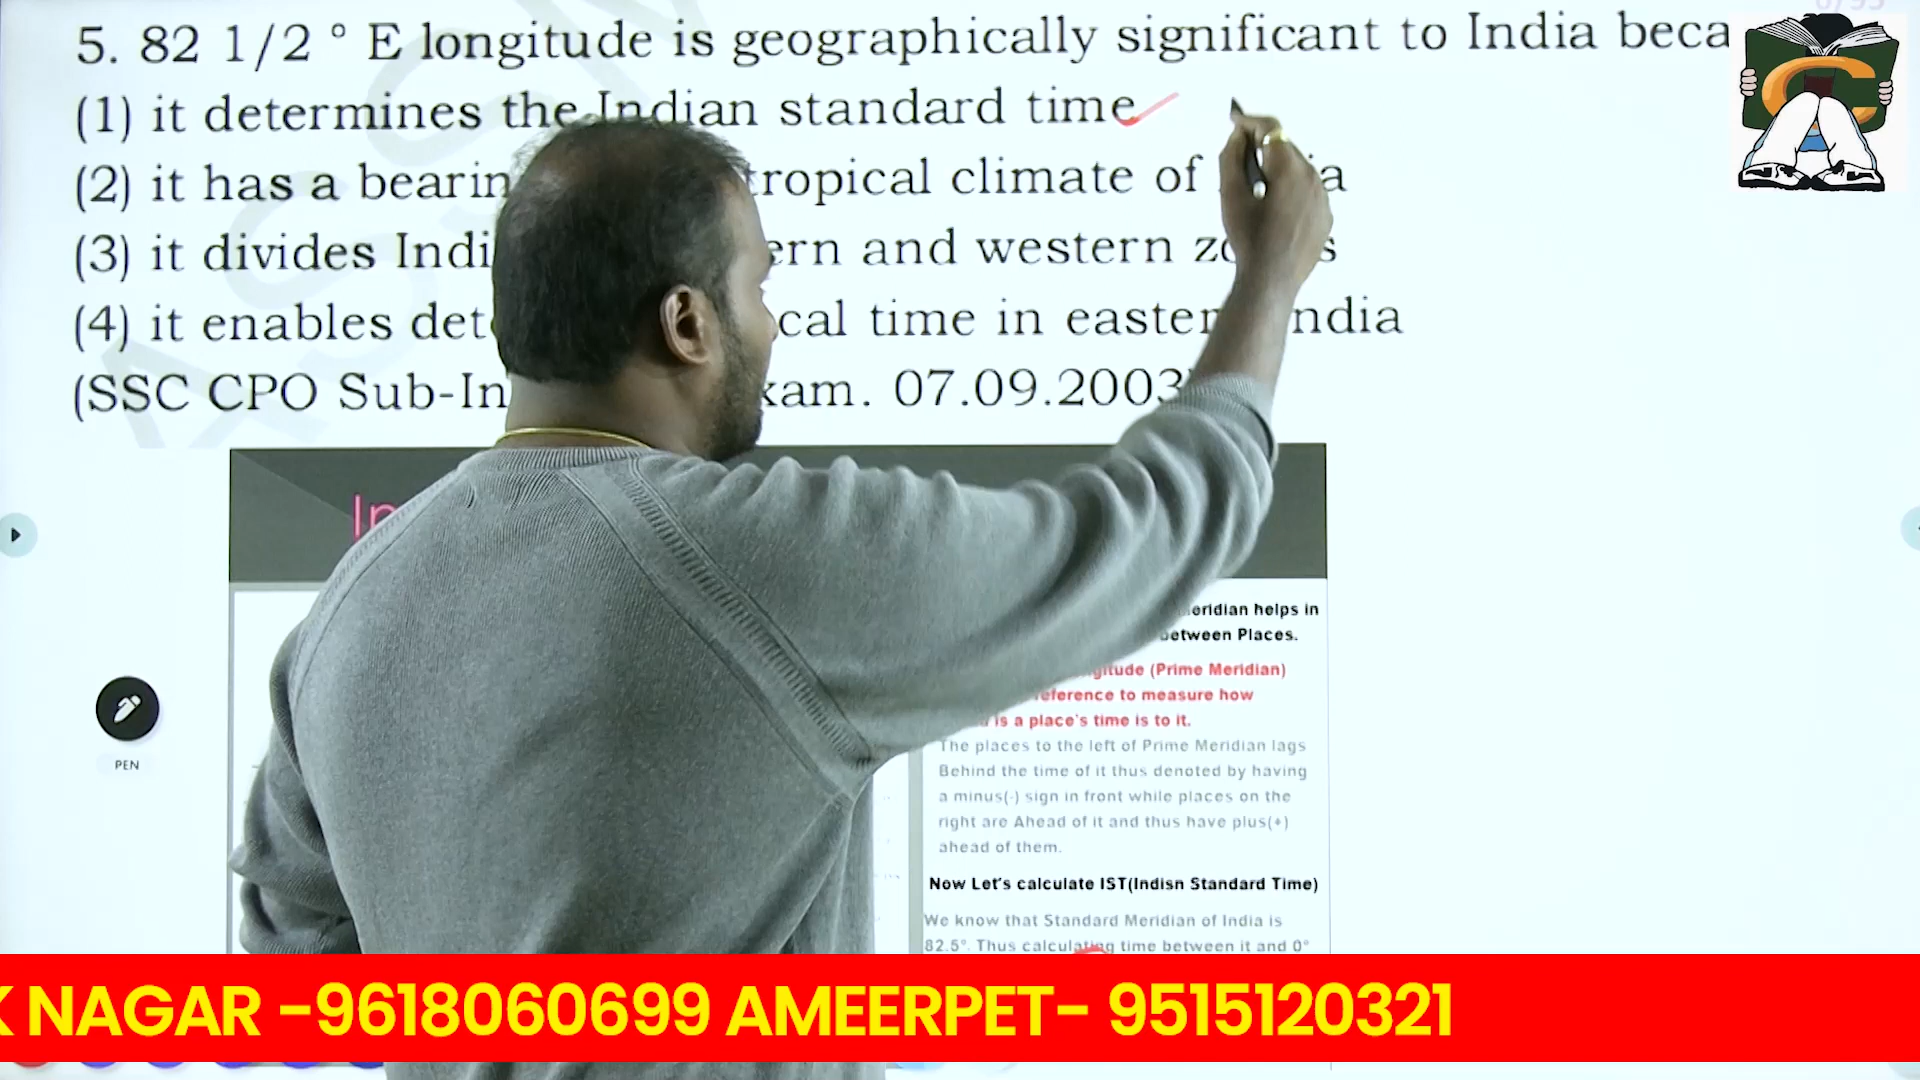 5. 82 1/2 ° E longitude is geographically significant to India beca
(1) it determines the Indian standard time
(2) it has a bearin tropical climate of
(3) it divides Indi ern and western
(4) it enables det cal time in eastern India
(SSC CPO Sub-In xam. 07.09.2003
In
eridian helps in
etween Places.
gitude (Prime Meridian)
eference to measure how
is a place's time is to it.
The places to the left of Prime Meridian lags
Behind the time of it thus denoted by having
a minus(-) sign in front while places on the
right are Ahead of it and thus have plus(+)
ahead of them.
Now Let's calculate IST(Indisn Standard Time)
We know that Standard Meridian of India is
82.5°. Thus calculating time between it and 0°
PEN
K NAGAR -9618060699 AMEERPET- 9515120321